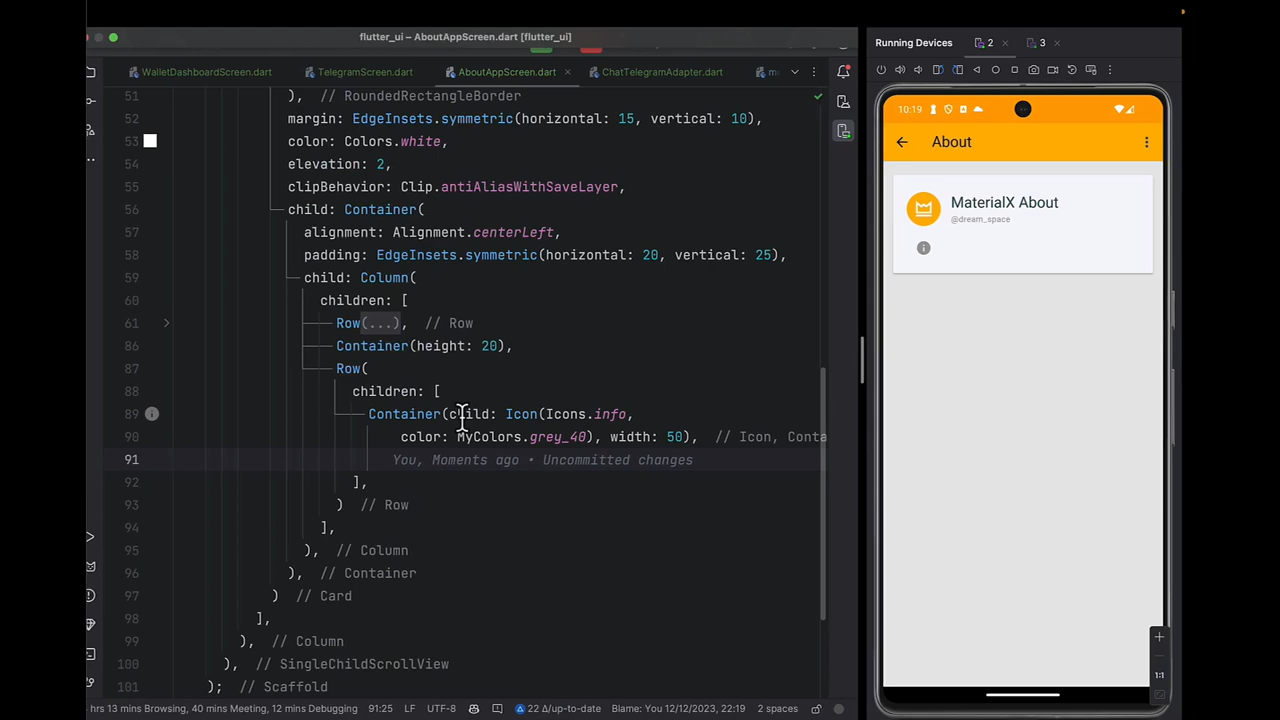 flutter_ui – AboutAppScreen.dart [flutter_ui]
WalletDashboardScreen.dart
TelegramScreen.dart
AboutAppScreen.dart
ChatTelegramAdapter.dart
51 ), // RoundedRectangleBorder
52 margin: EdgeInsets.symmetric(horizontal: 15, vertical: 10),
53 color: Colors.white,
54 elevation: 2,
55 clipBehavior: Clip.antiAliasWithSaveLayer,
56 child: Container(
57 alignment: Alignment.centerLeft,
58 padding: EdgeInsets.symmetric(horizontal: 20, vertical: 25),
59 child: Column(
60 children: [
61 Row(...), // Row
86 Container(height: 20),
87 Row(
88 children: [
89 Container(child: Icon(Icons.info,
90 color: MyColors.grey_40), width: 50), // Icon, Conta
91 You, Moments ago • Uncommitted changes
92 ],
93 ) // Row
94 ],
95 ), // Column
96 ), // Container
97 ) // Card
98 ],
99 ), // Column
100 ), // SingleChildScrollView
101 ); // Scaffold
hrs 13 mins Browsing, 40 mins Meeting, 12 mins Debugging
91:25
LF
UTF-8
22 Δ/up-to-date
Blame: You 12/12/2023, 22:19
2 spaces
Running Devices
2
3
10:19
About
MaterialX About
@dream_space
1:1